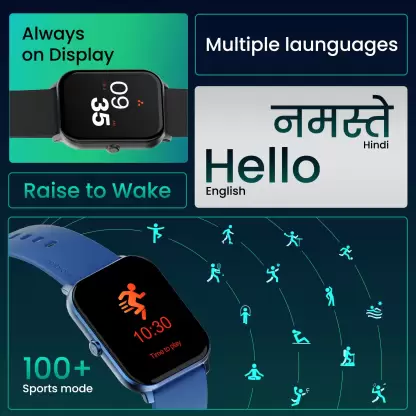 Always
on Display
09
35
Multiple launguages
नमस्ते
Hindi
Hello
English
Raise to Wake
10:30
Time to play
100+
Sports mode